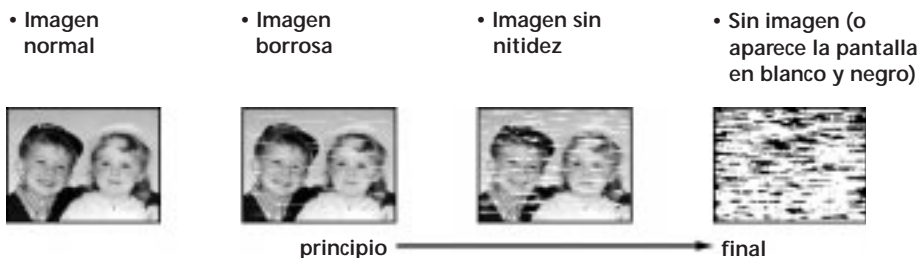 • Imagen
normal
• Imagen
borrosa
• Imagen sin
nitidez
• Sin imagen (o
aparece la pantalla
en blanco y negro)
principio
final